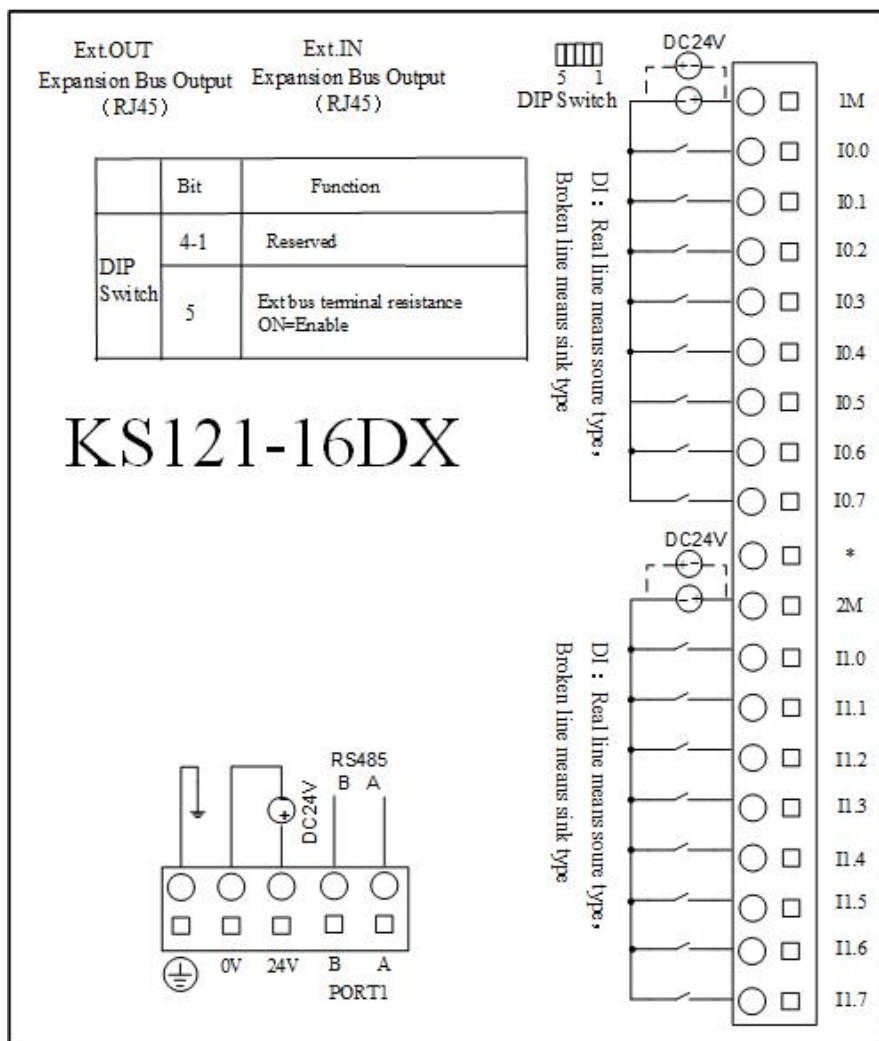 Ext.OUT
Expansion Bus Output
(RJ45)
Ext.IN
Expansion Bus Output
(RJ45)
5 1
DIP Switch
Bit Function
DIP
Switch
4-1 Reserved
5 Ext bus terminal resistance
ON=Enable
KS121-16DX
DC24V
DI: Real line means soure type,
Broken line means sink type
1M
I0.0
I0.1
I0.2
I0.3
I0.4
I0.5
I0.6
I0.7
*
DC24V
DI: Real line means soure type,
Broken line means sink type
2M
I1.0
I1.1
I1.2
I1.3
I1.4
I1.5
I1.6
I1.7
RS485
B A
DC24V
0V 24V B A
PORT1